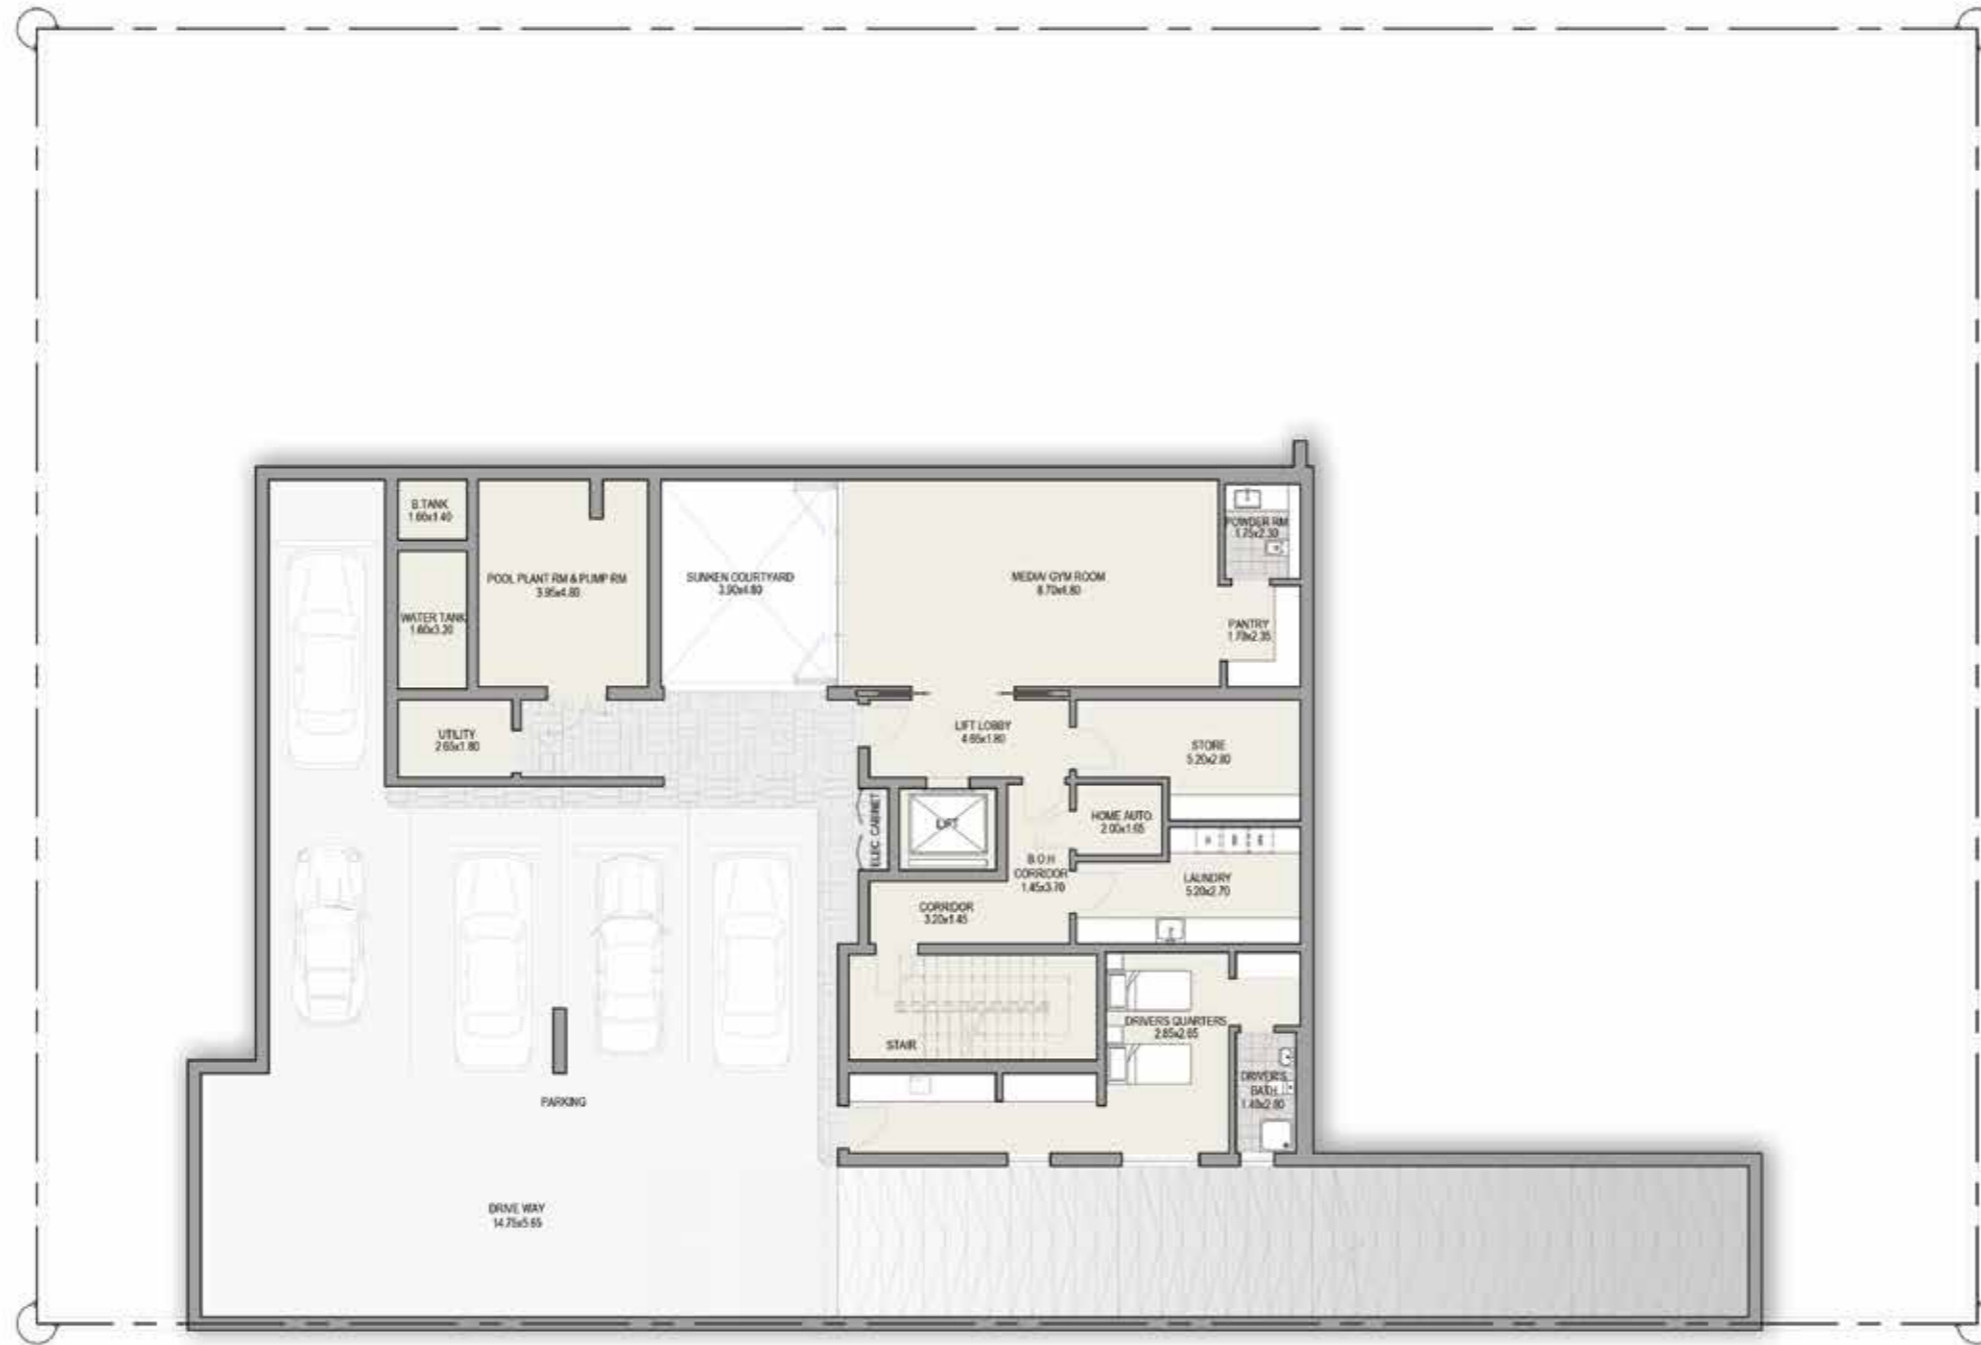 B.TANK
1.60x1.40
POOL PLANT RM & PUMP RM
3.95x4.80
SUNKEN COURTYARD
3.90x4.80
MEDIA/ GYM ROOM
8.70x4.80
POWDER RM
1.75x2.30
WATER TANK
1.60x3.20
PANTRY
1.70x2.35
UTILITY
2.65x1.80
LIFT LOBBY
4.65x1.80
STORE
5.20x2.80
ELEC. CABINET
LIFT
HOME AUTO.
2.00x1.65
B.O.H
CORRIDOR
1.45x3.70
LAUNDRY
5.20x2.70
CORRIDOR
3.20x1.45
DRIVERS QUARTERS
2.85x2.65
STAIR
DRIVER'S
BATH
1.40x2.80
PARKING
DRIVE WAY
14.75x5.65